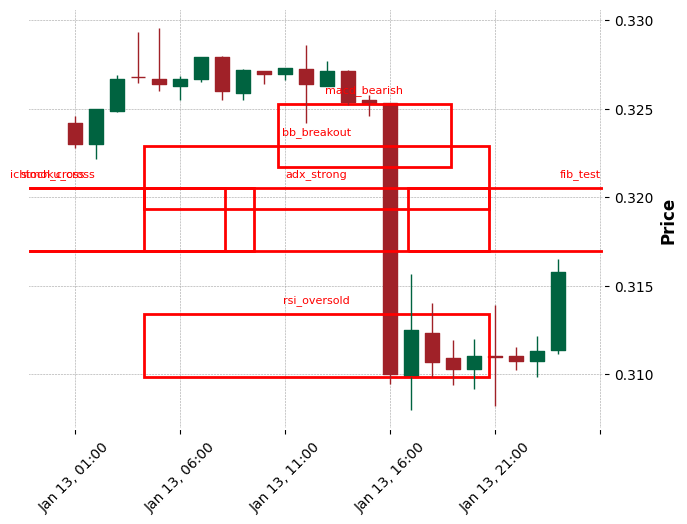 0.330
macd_bearish
0.325
bb_breakout
adx_strong
fib_test
0.320
Price
0.315
rsi_oversold
0.310
Jan 13, 01:00
Jan 13, 06:00
Jan 13, 11:00
Jan 13, 16:00
Jan 13, 21:00